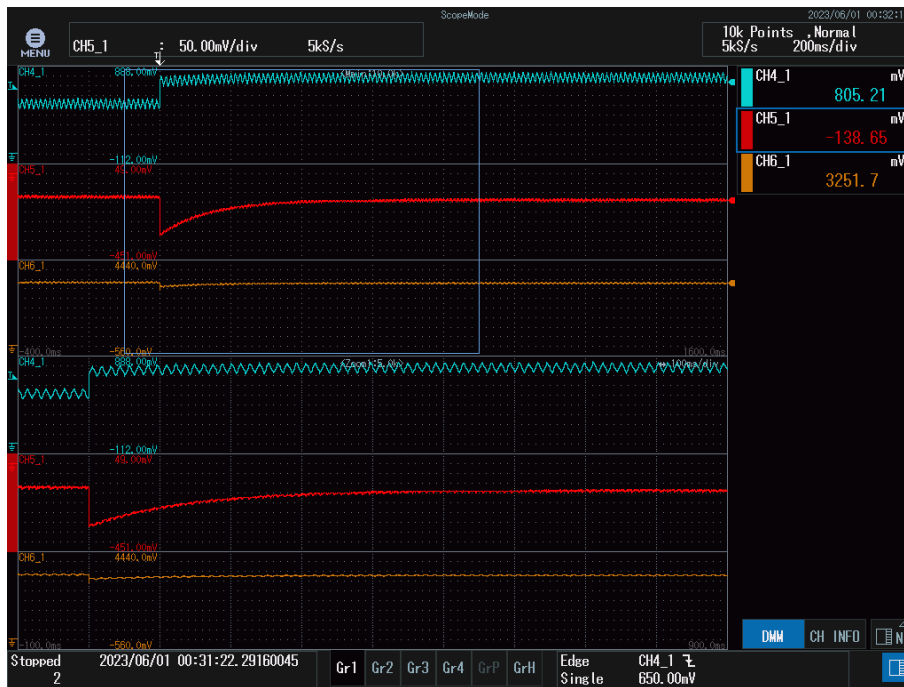 ScopeMode
2023/06/01 00:32:1
MENU
CH5_1 : 50.00mV/div 5kS/s
10k Points ,Normal
5kS/s 200ms/div
CH4_1 888.00mV
-112.00mV
CH5_1 49.00mV
-451.00mV
CH6_1 4440.0mV
-400.0ms -560.0mV 1600.0ms
CH4_1 888.00mV 100ms/div
-112.00mV
CH5_1 49.00mV
-451.00mV
CH6_1 4440.0mV
-100.0ms -560.0mV 900.0ms
CH4_1 mV
805.21
CH5_1 mV
-138.65
CH6_1 mV
3251.7
DMM CH INFO N
Stopped 2023/06/01 00:31:22.29160045
2
Gr1 Gr2 Gr3 Gr4 GrP GrH
Edge CH4_1
Single 650.00mV